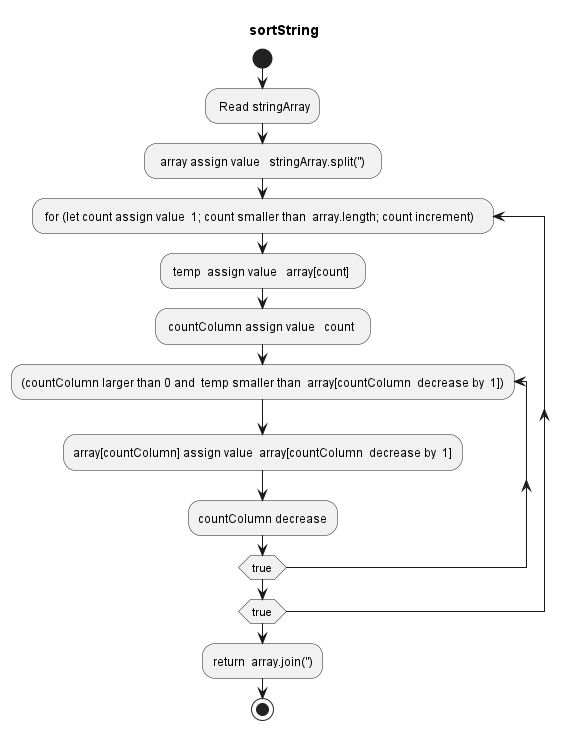 sortString
Read stringArray
array assign value stringArray.split('')
for (let count assign value 1; count smaller than array.length; count increment)
temp assign value array[count]
countColumn assign value count
(countColumn larger than 0 and temp smaller than array[countColumn decrease by 1])
array[countColumn] assign value array[countColumn decrease by 1]
countColumn decrease
true
true
return array.join('')